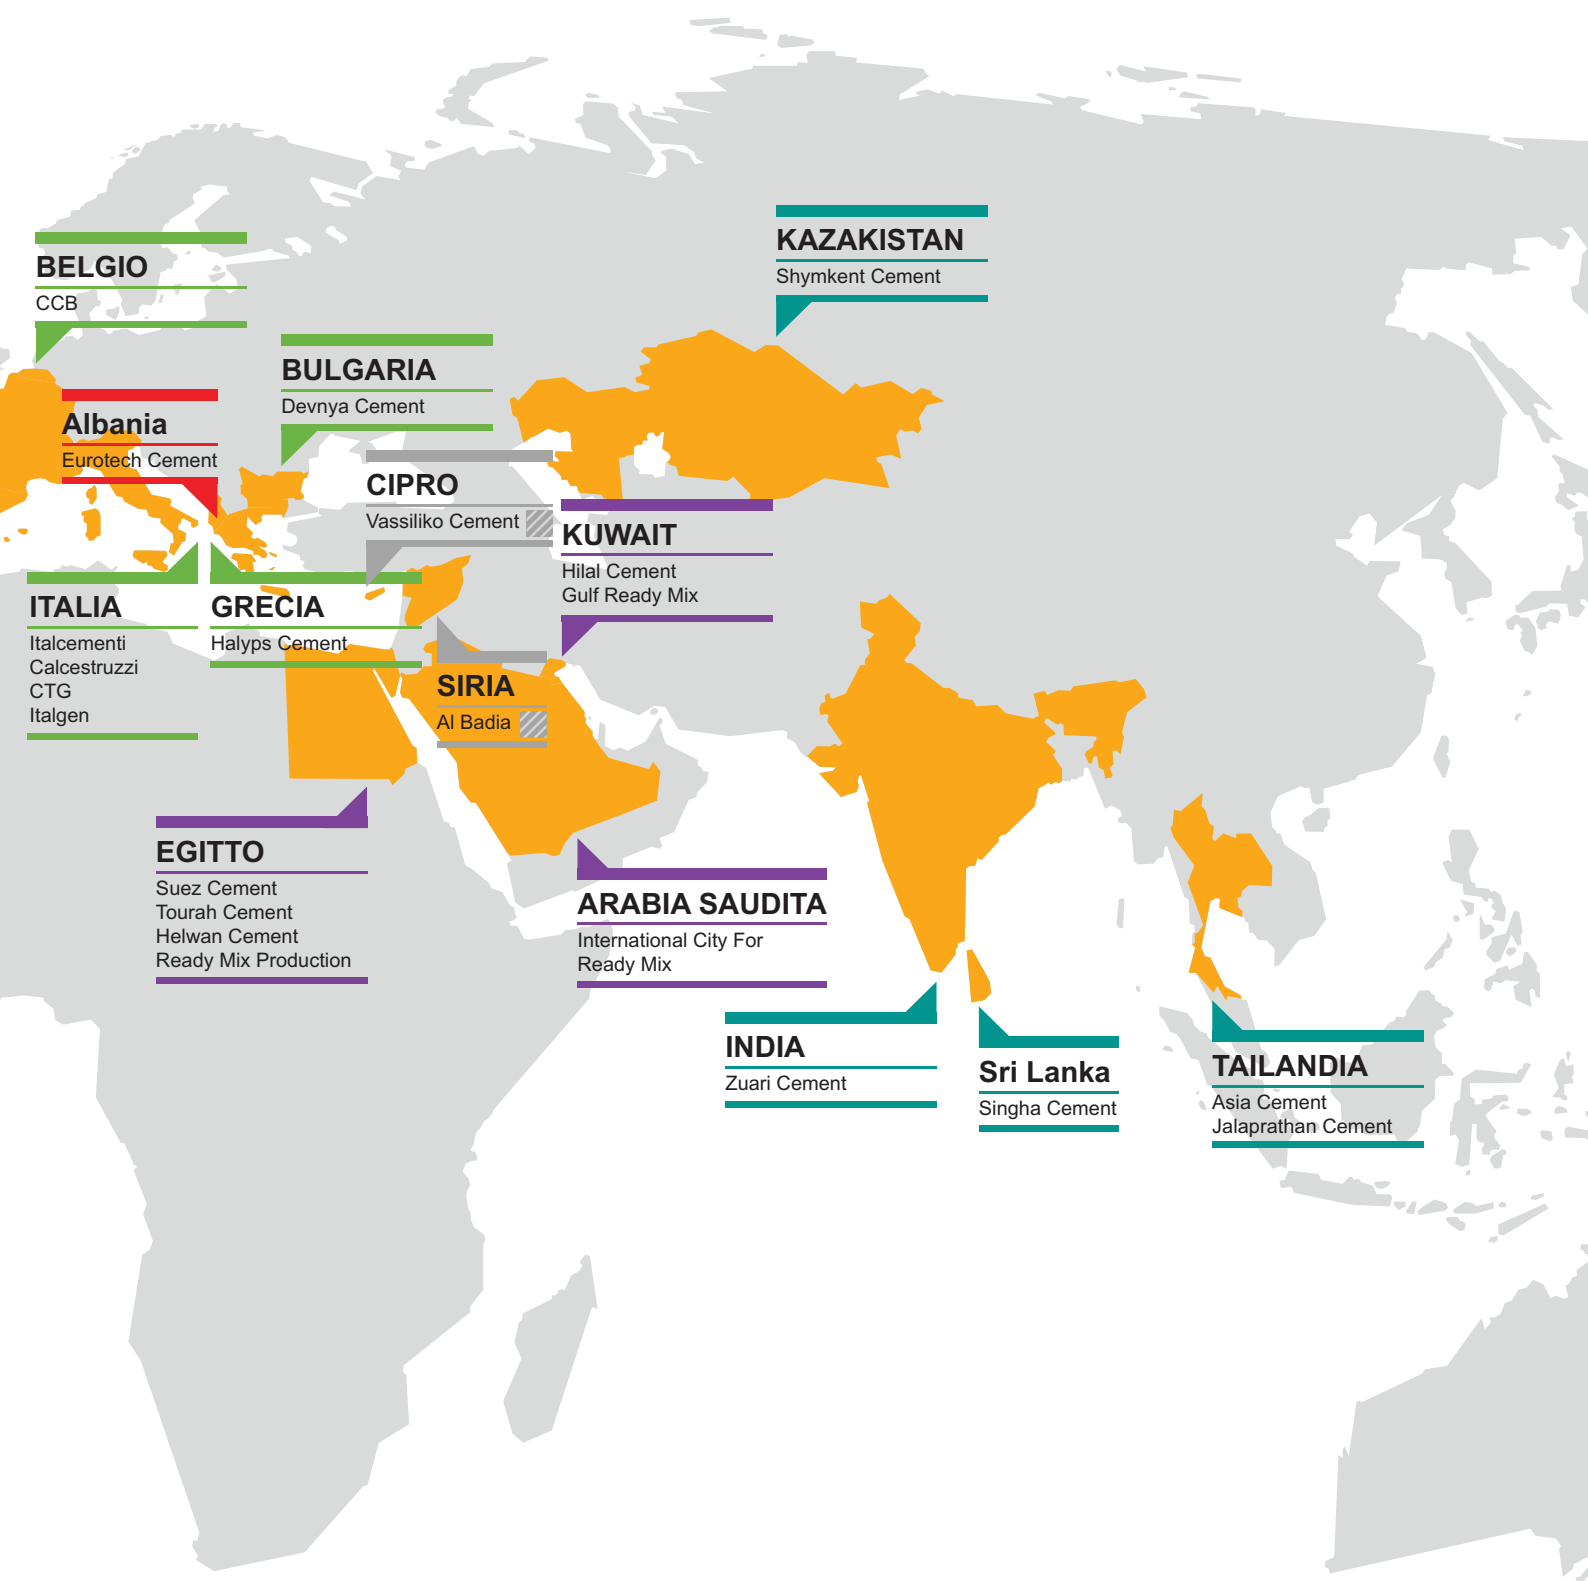 KAZAKISTAN
Shymkent Cement
BELGIO
CCB
BULGARIA
Devnya Cement
Albania
Eurotech Cement
CIPRO
Vassiliko Cement
KUWAIT
Hilal Cement
Gulf Ready Mix
ITALIA
Italcementi
Calcestruzzi
CTG
Italgen
GRECIA
Halyps Cement
SIRIA
Al Badia
EGITTO
Suez Cement
Tourah Cement
Helwan Cement
Ready Mix Production
ARABIA SAUDITA
International City For
Ready Mix
INDIA
Zuari Cement
Sri Lanka
Singha Cement
TAILANDIA
Asia Cement
Jalaprathan Cement